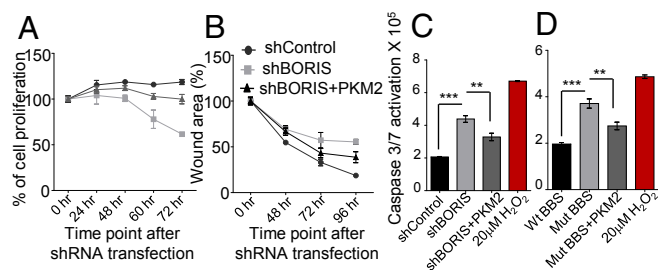 A
% of cell proliferation
150
100
50
0
0 hr
24 hr
48 hr
60 hr
72 hr
Time point after
shRNA transfection
B
Wound area (%)
150
100
50
0
0 hr
48 hr
72 hr
96 hr
Time point after
shRNA transfection
shControl
shBORIS
shBORIS+PKM2
C
Caspase 3/7 activation X 10⁵
8
6
4
2
0
***
**
shControl
shBORIS
shBORIS+PKM2
20µM H₂O₂
D
6
4
2
0
***
**
Wt BBS
Mut BBS
Mut BBS+PKM2
20µM H₂O₂